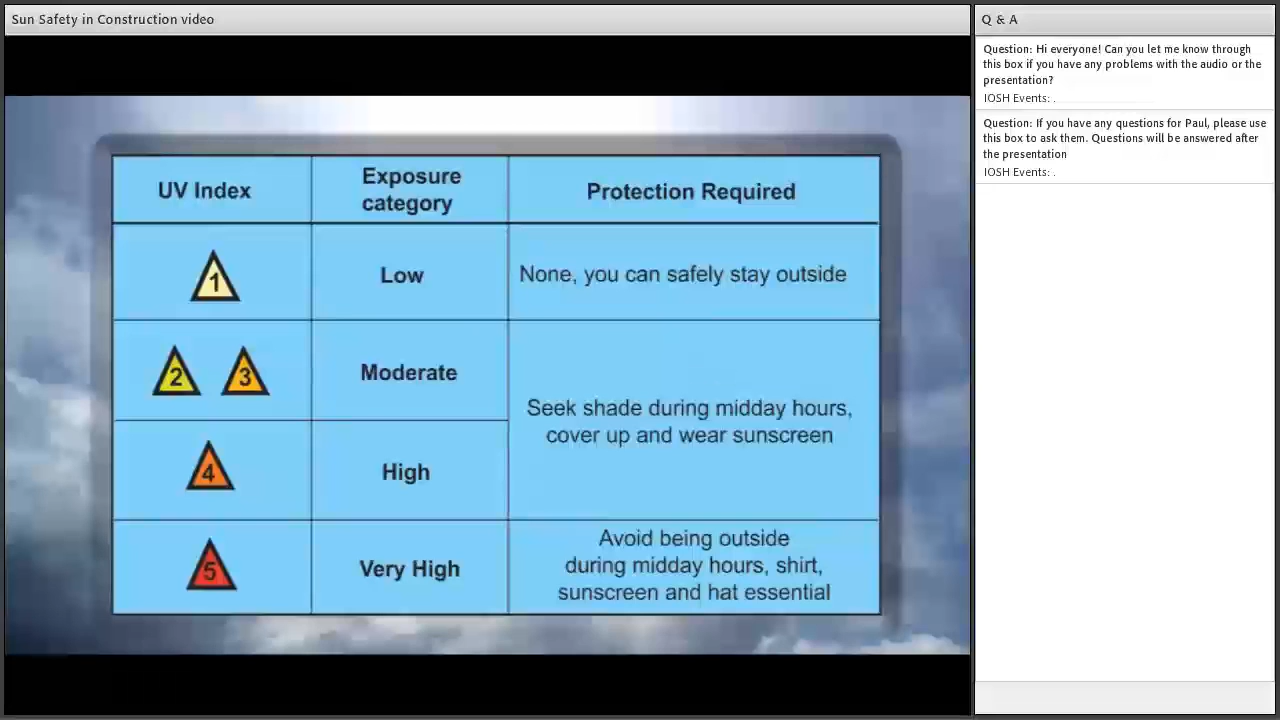 Sun Safety in Construction video
UV Index
Exposure
category
Protection Required
1
Low
None, you can safely stay outside
2 3
Moderate
Seek shade during midday hours,
cover up and wear sunscreen
4
High
5
Very High
Avoid being outside
during midday hours, shirt,
sunscreen and hat essential
Q & A
Question: Hi everyone! Can you let me know through
this box if you have any problems with the audio or the
presentation?
IOSH Events: .
Question: If you have any questions for Paul, please use
this box to ask them. Questions will be answered after
the presentation
IOSH Events: .